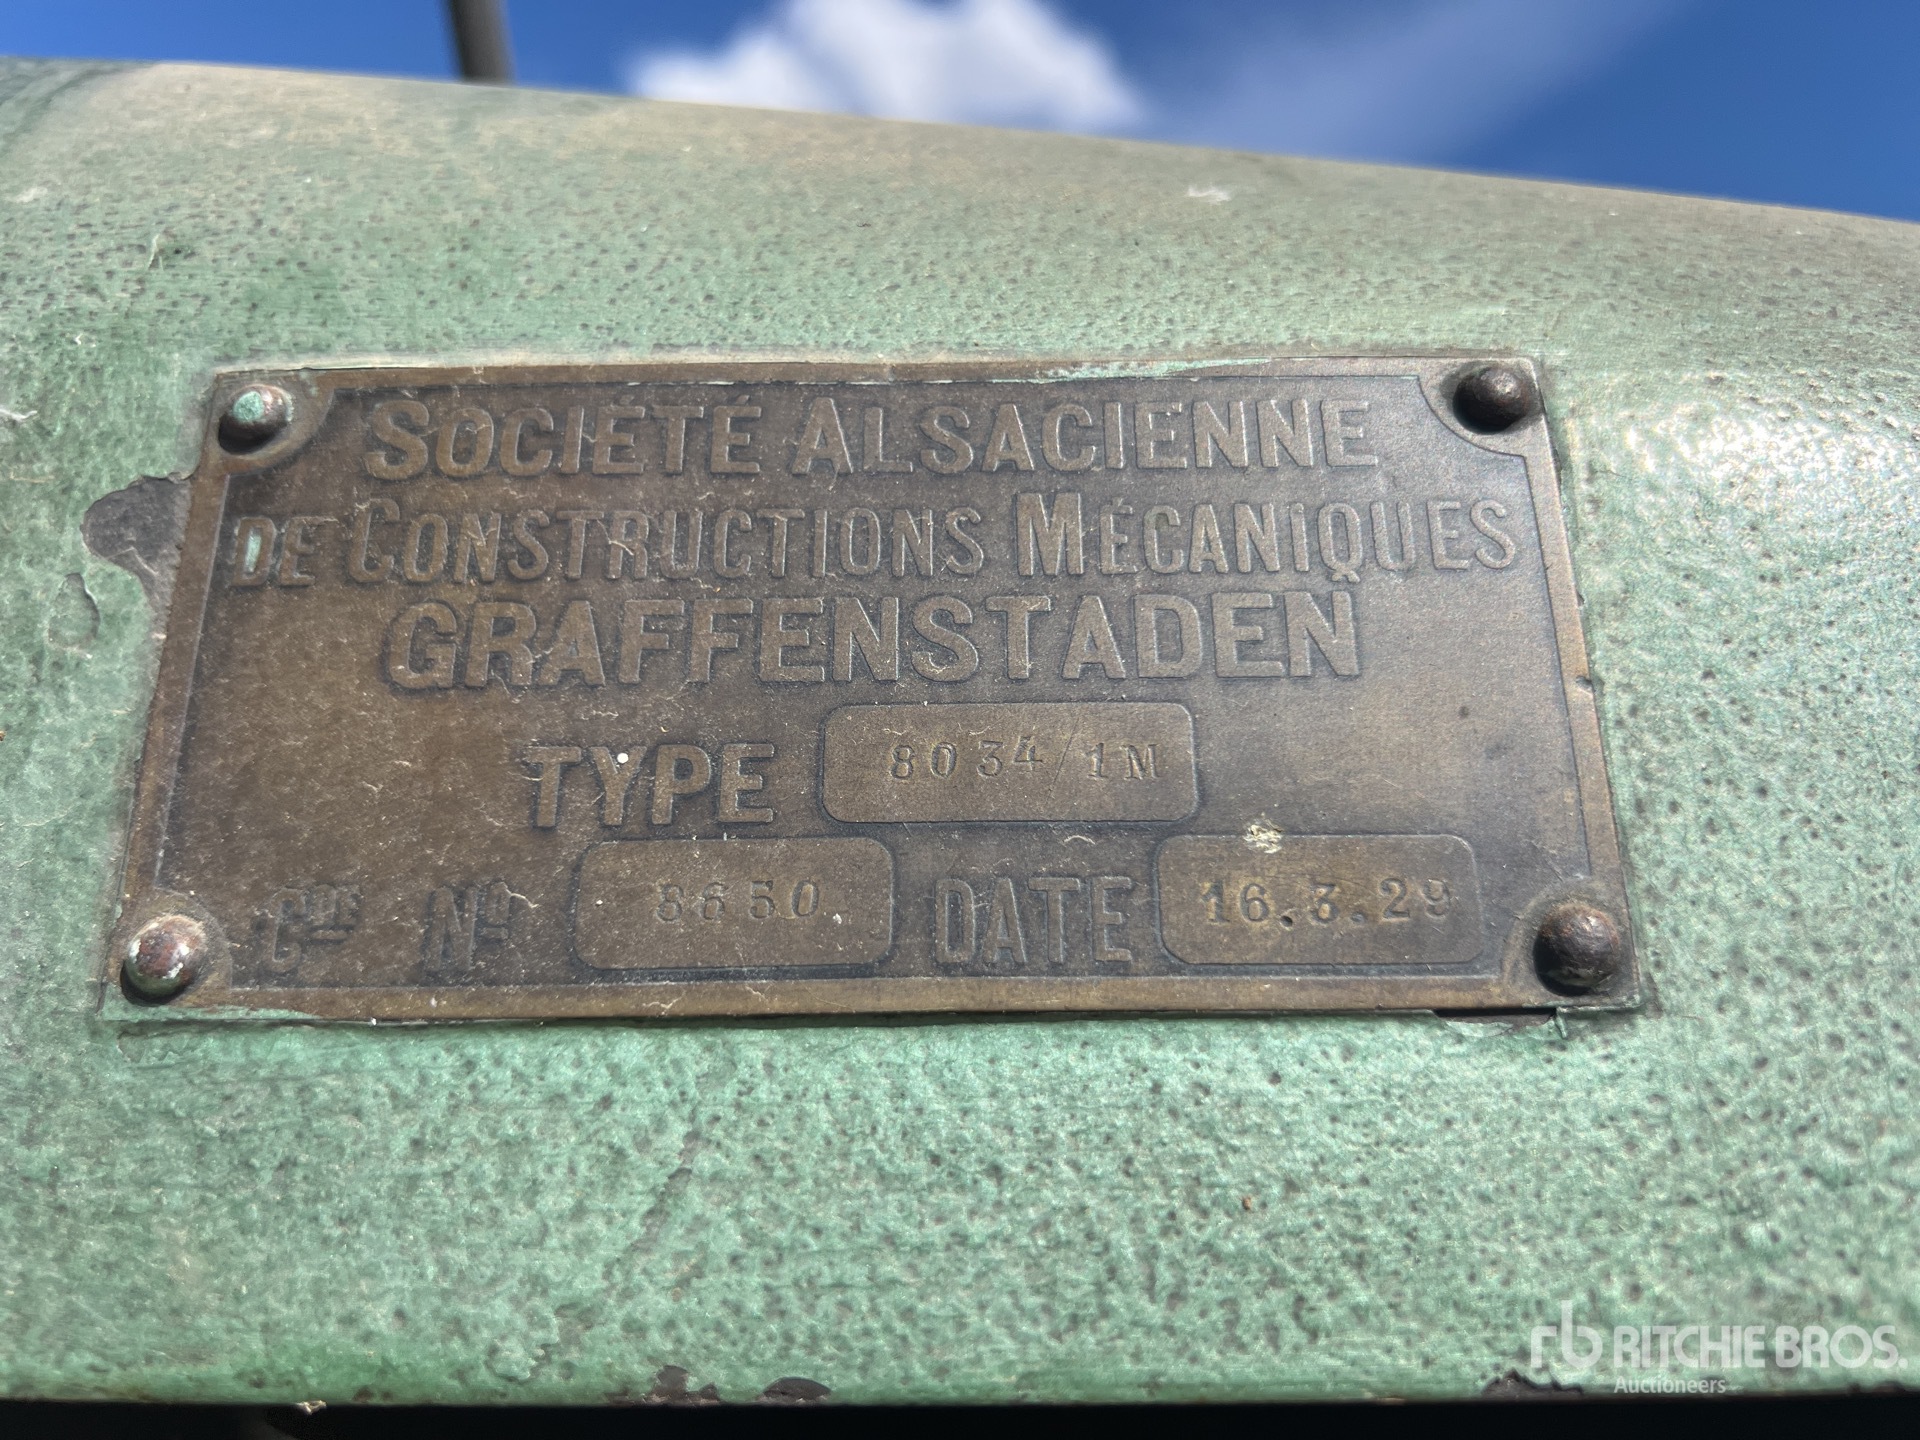 SOCIÉTÉ ALSACIENNE
DE CONSTRUCTIONS MÉCANIQUES
GRAFFENSTADEN
TYPE 8034/1M
Cde No 8650 DATE 16.3.29
rb RITCHIE BROS.
Auctioneers